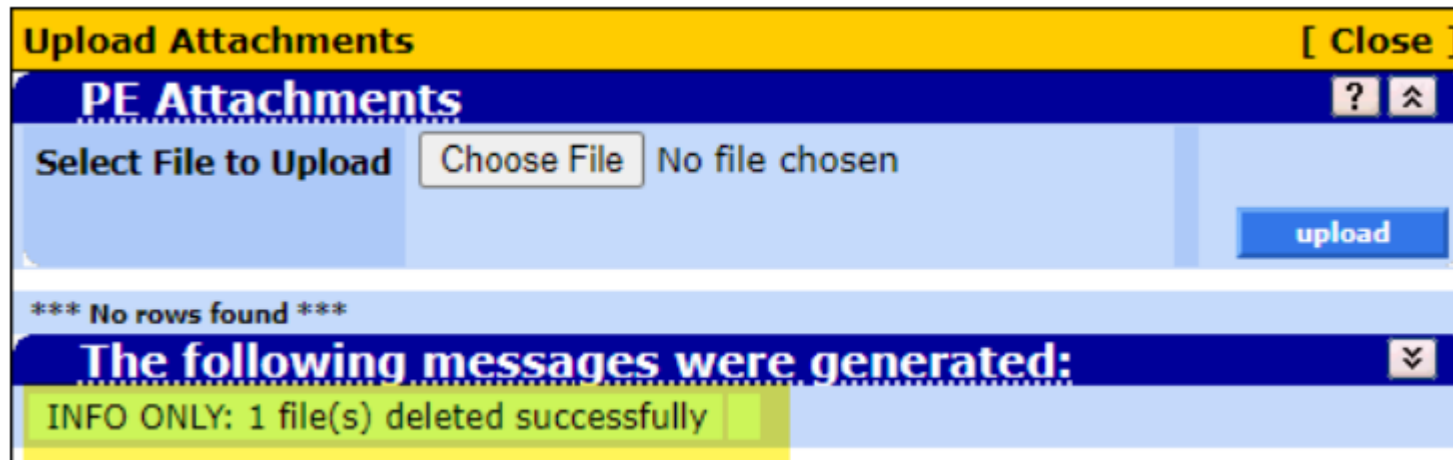 Upload Attachments [ Close ]
PE Attachments ?
Select File to Upload Choose File No file chosen
upload
*** No rows found ***
The following messages were generated:
INFO ONLY: 1 file(s) deleted successfully